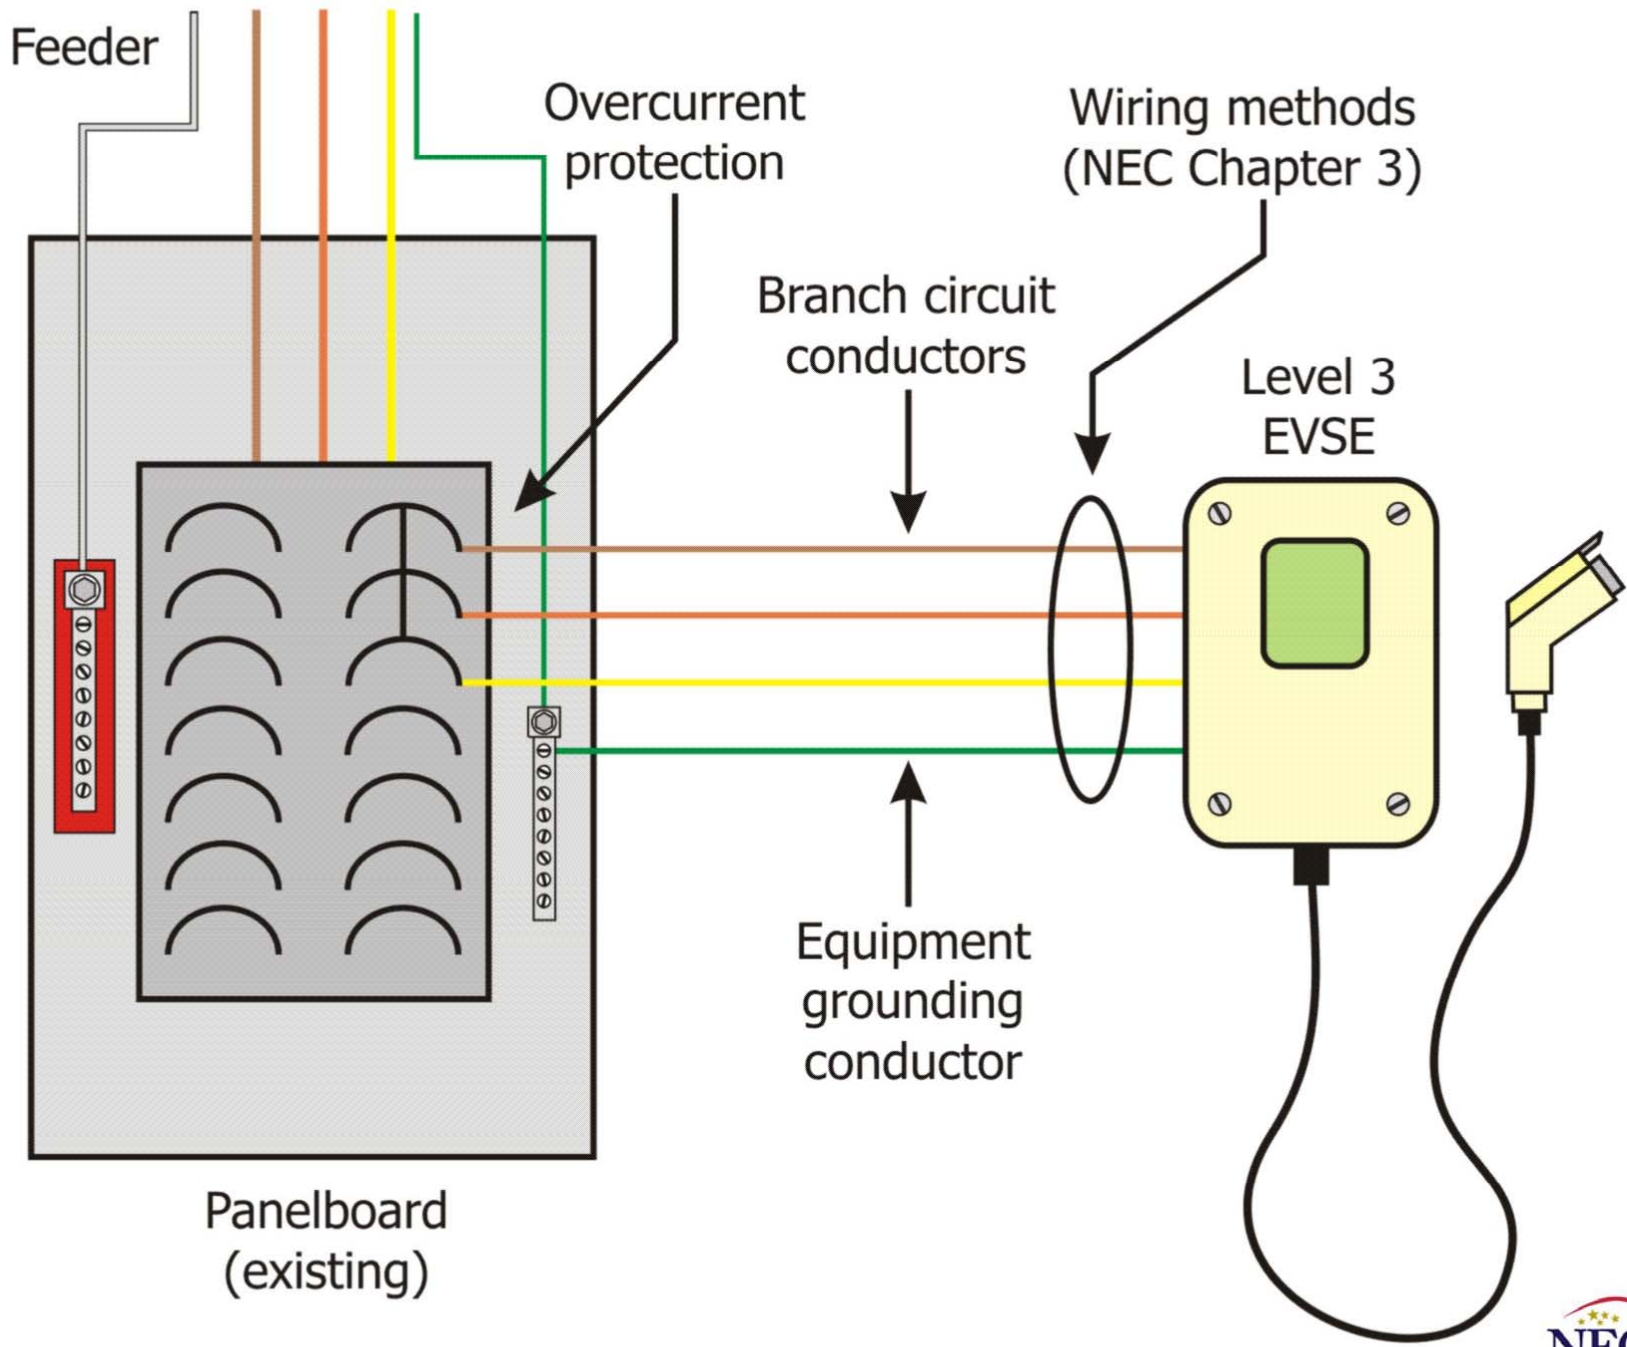 Feeder
Overcurrent
protection
Wiring methods
(NEC Chapter 3)
Branch circuit
conductors
Level 3
EVSE
Equipment
grounding
conductor
Panelboard
(existing)